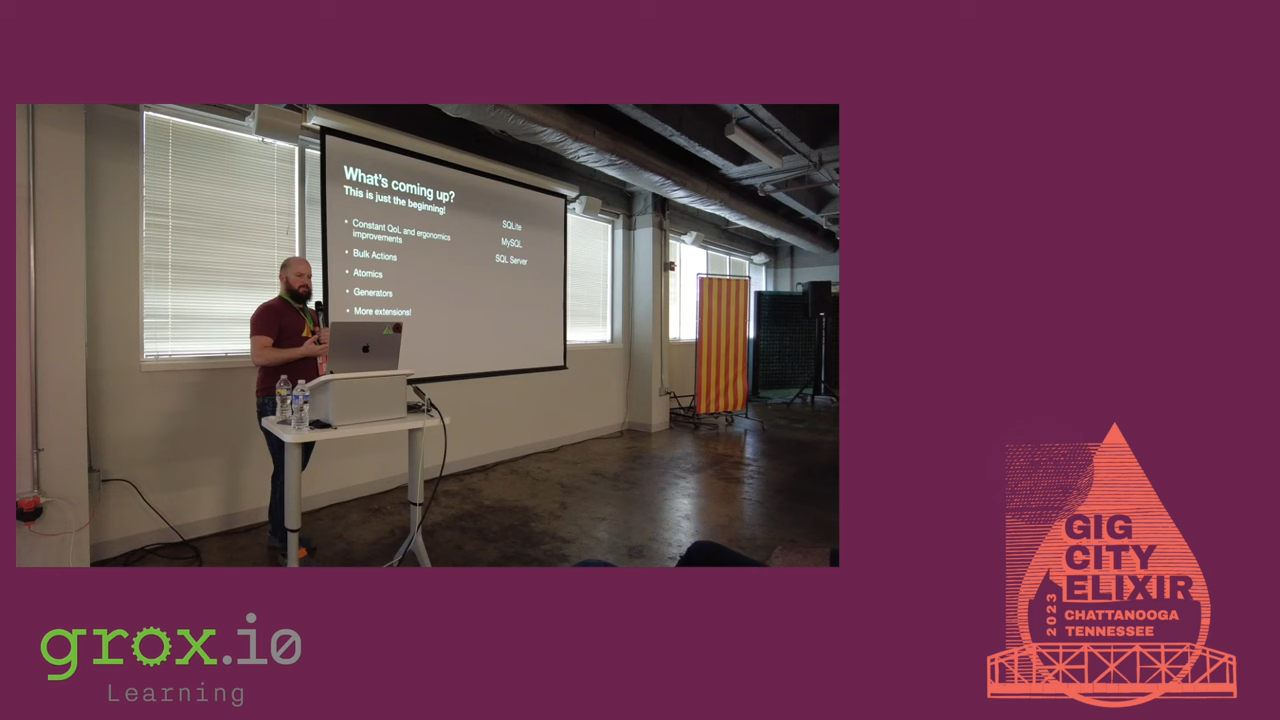 What's coming up?
This is just the beginning!
• Constant QoL and ergonomics
improvements
• Bulk Actions
• Atomics
• Generators
• More extensions!
SQLite
MySQL
SQL Server
grox.io
Learning
GIG
CITY
ELIXIR
2023
CHATTANOOGA
TENNESSEE